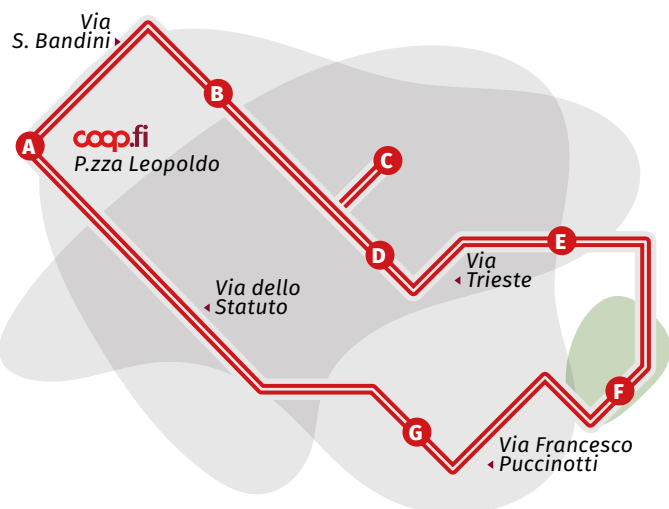 Via
S. Bandini
B
A
coop.fi
P.zza Leopoldo
C
D
E
Via
Trieste
Via dello
Statuto
F
G
Via Francesco
Puccinotti